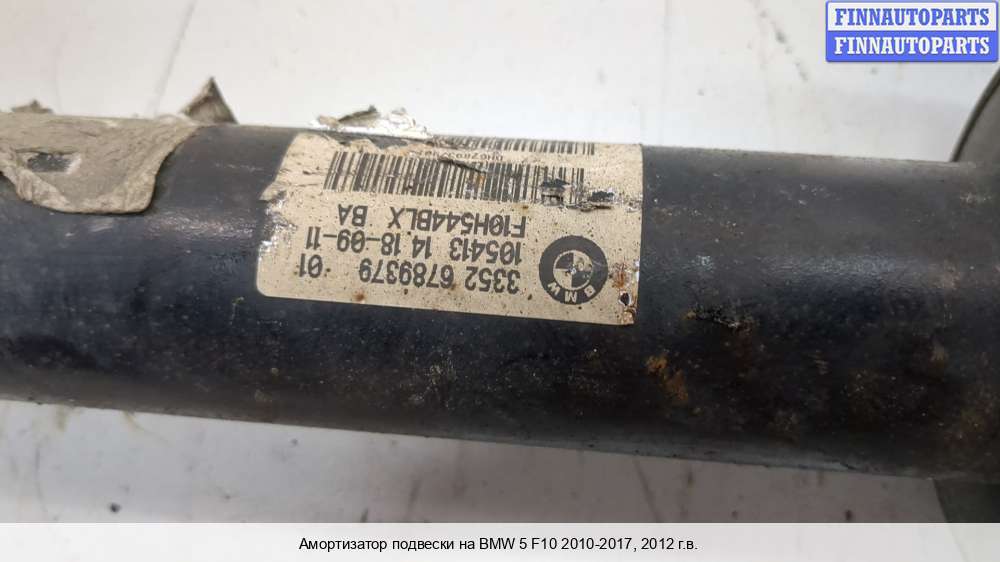 FINNAUTOPARTS
FINNAUTOPARTS
BMW
3352 6789379 01
105413 14 18-09-11
F10H544BLX BA
Амортизатор подвески на BMW 5 F10 2010-2017, 2012 г.в.